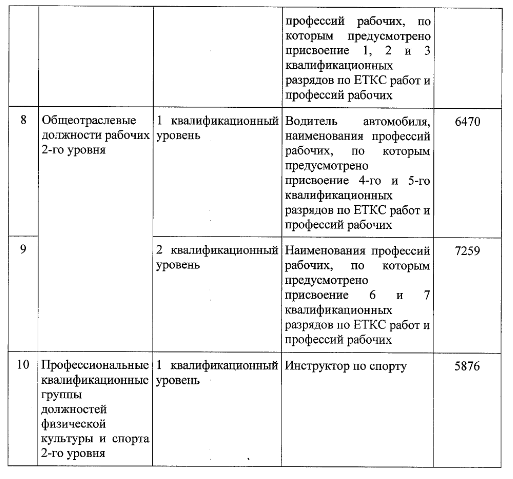 профессий рабочих, по
которым предусмотрено
присвоение 1, 2 и 3
квалификационных
разрядов по ЕТКС работ и
профессий рабочих
8 Общеотраслевые 1 квалификационный Водитель автомобиля, 6470
должности рабочих уровень наименования профессий
2-го уровня рабочих, по которым
предусмотрено
присвоение 4-го и 5-го
квалификационных
разрядов по ЕТКС работ и
профессий рабочих
9 2 квалификационный Наименования профессий 7259
уровень рабочих, по которым
предусмотрено
присвоение 6 и 7
квалификационных
разрядов по ЕТКС работ и
профессий рабочих
10 Профессиональные 1 квалификационный Инструктор по спорту 5876
квалификационные уровень
группы
должностей
физической
культуры и спорта
2-го уровня